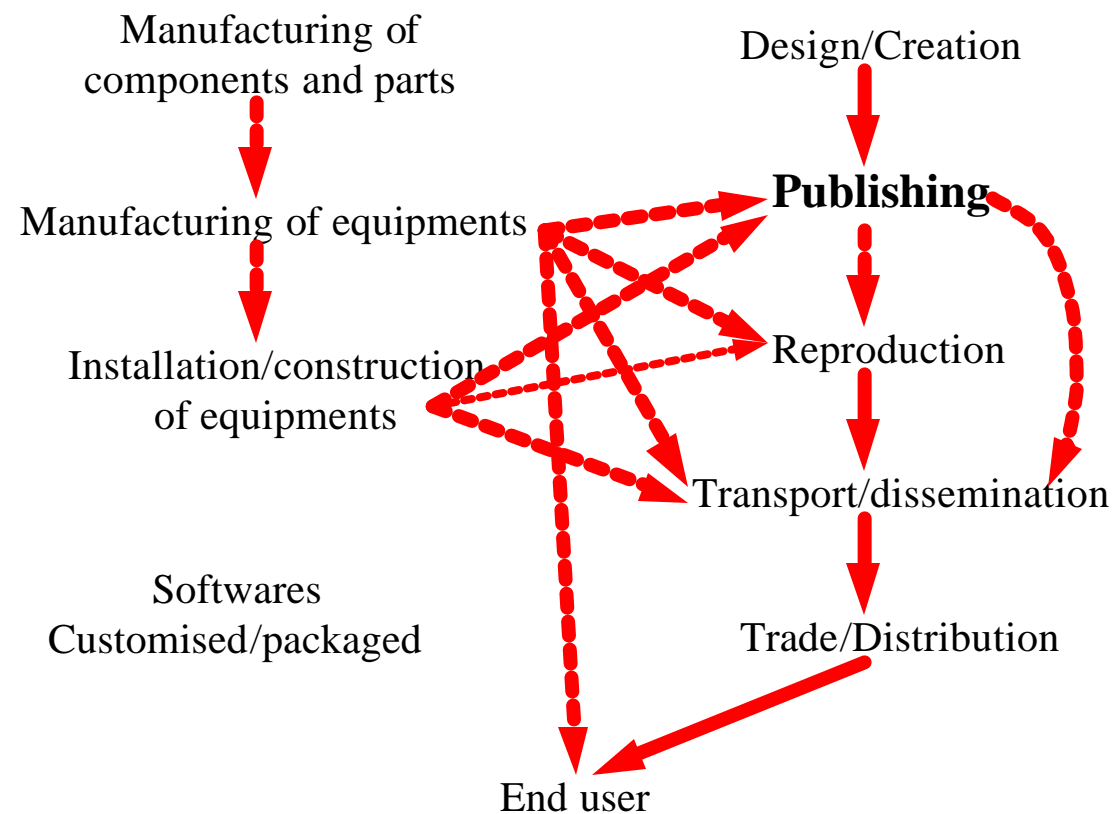 Manufacturing of
components and parts
Manufacturing of equipments
Installation/construction
of equipments
Softwares
Customised/packaged
Design/Creation
Publishing
Reproduction
Transport/dissemination
Trade/Distribution
End user